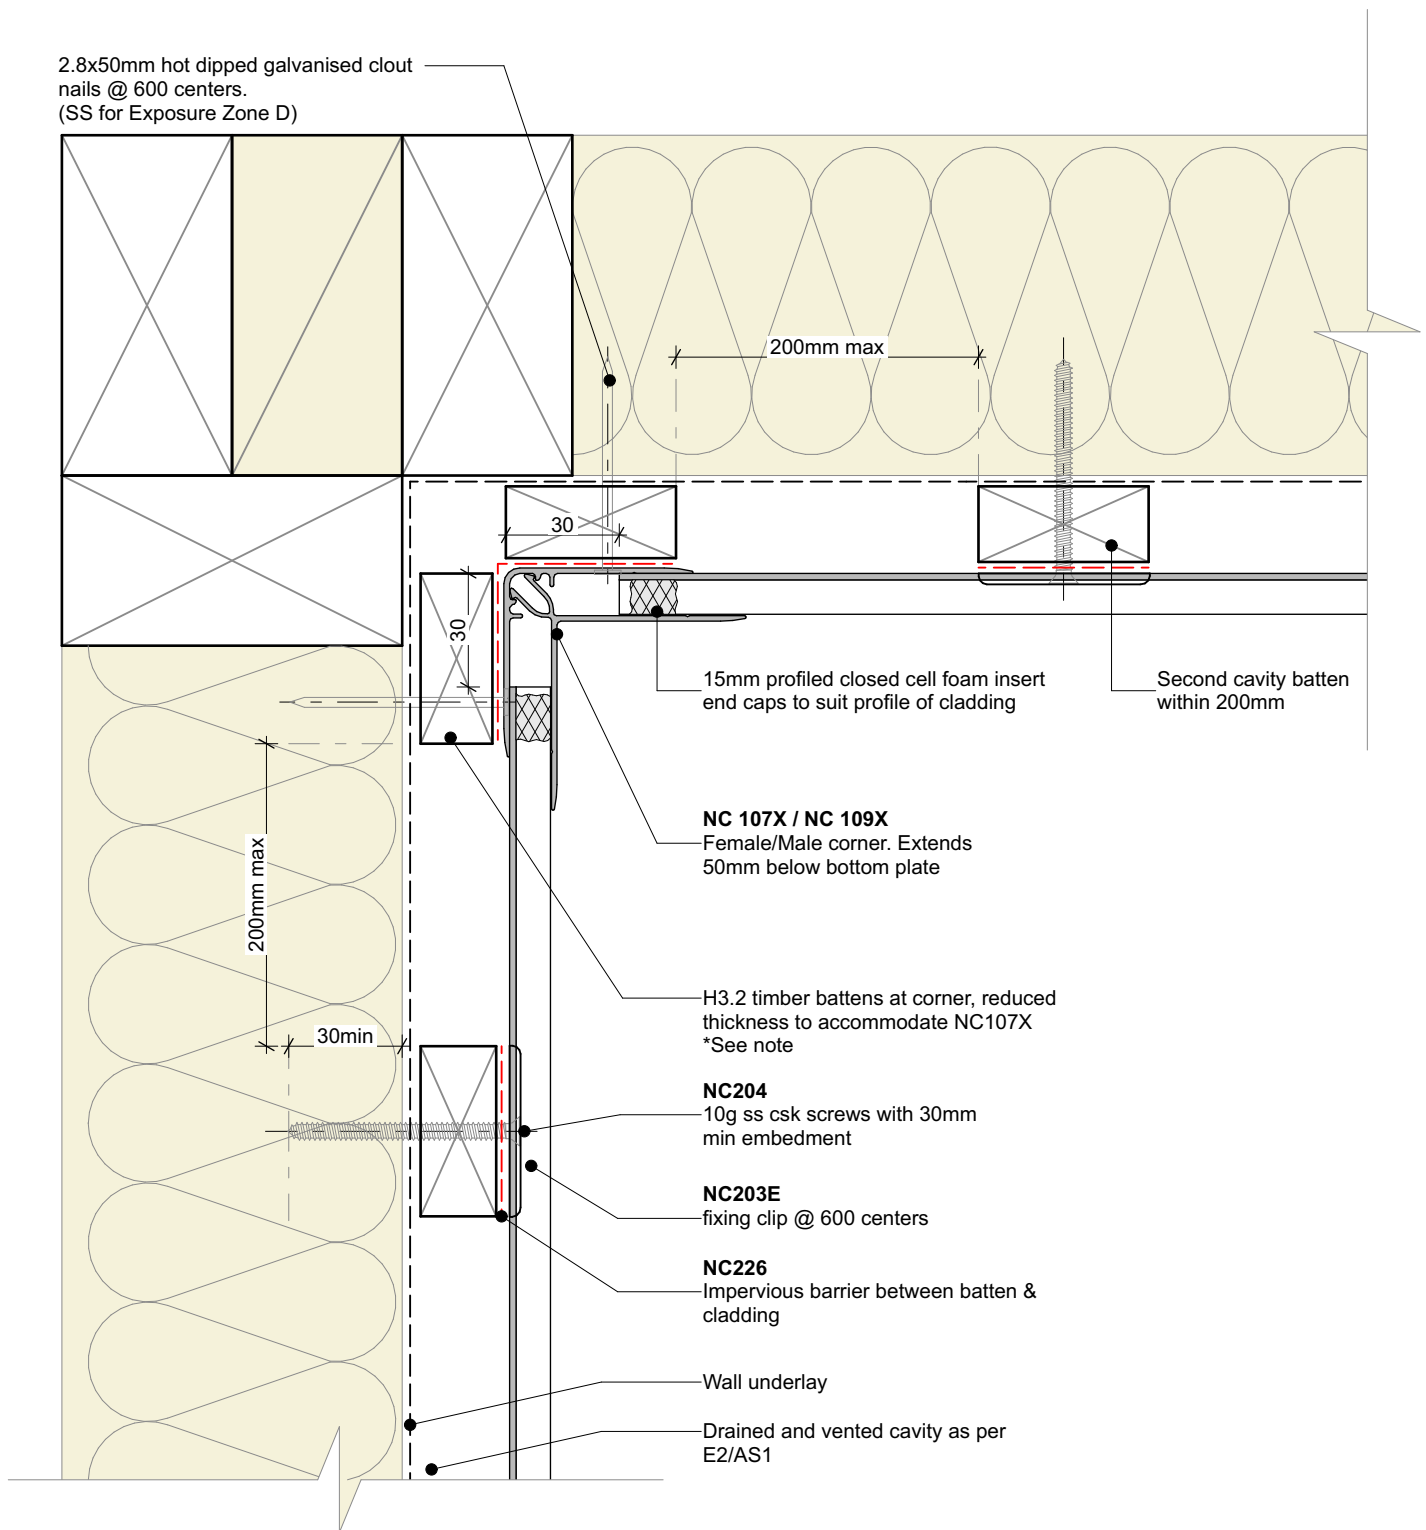 2.8x50mm hot dipped galvanised clout
nails @ 600 centers.
(SS for Exposure Zone D)
200mm max
30
30
15mm profiled closed cell foam insert
end caps to suit profile of cladding
Second cavity batten
within 200mm
NC 107X / NC 109X
Female/Male corner. Extends
50mm below bottom plate
200mm max
H3.2 timber battens at corner, reduced
thickness to accommodate NC107X
*See note
30min
NC204
10g ss csk screws with 30mm
min embedment
NC203E
fixing clip @ 600 centers
NC226
Impervious barrier between batten &
cladding
Wall underlay
Drained and vented cavity as per
E2/AS1